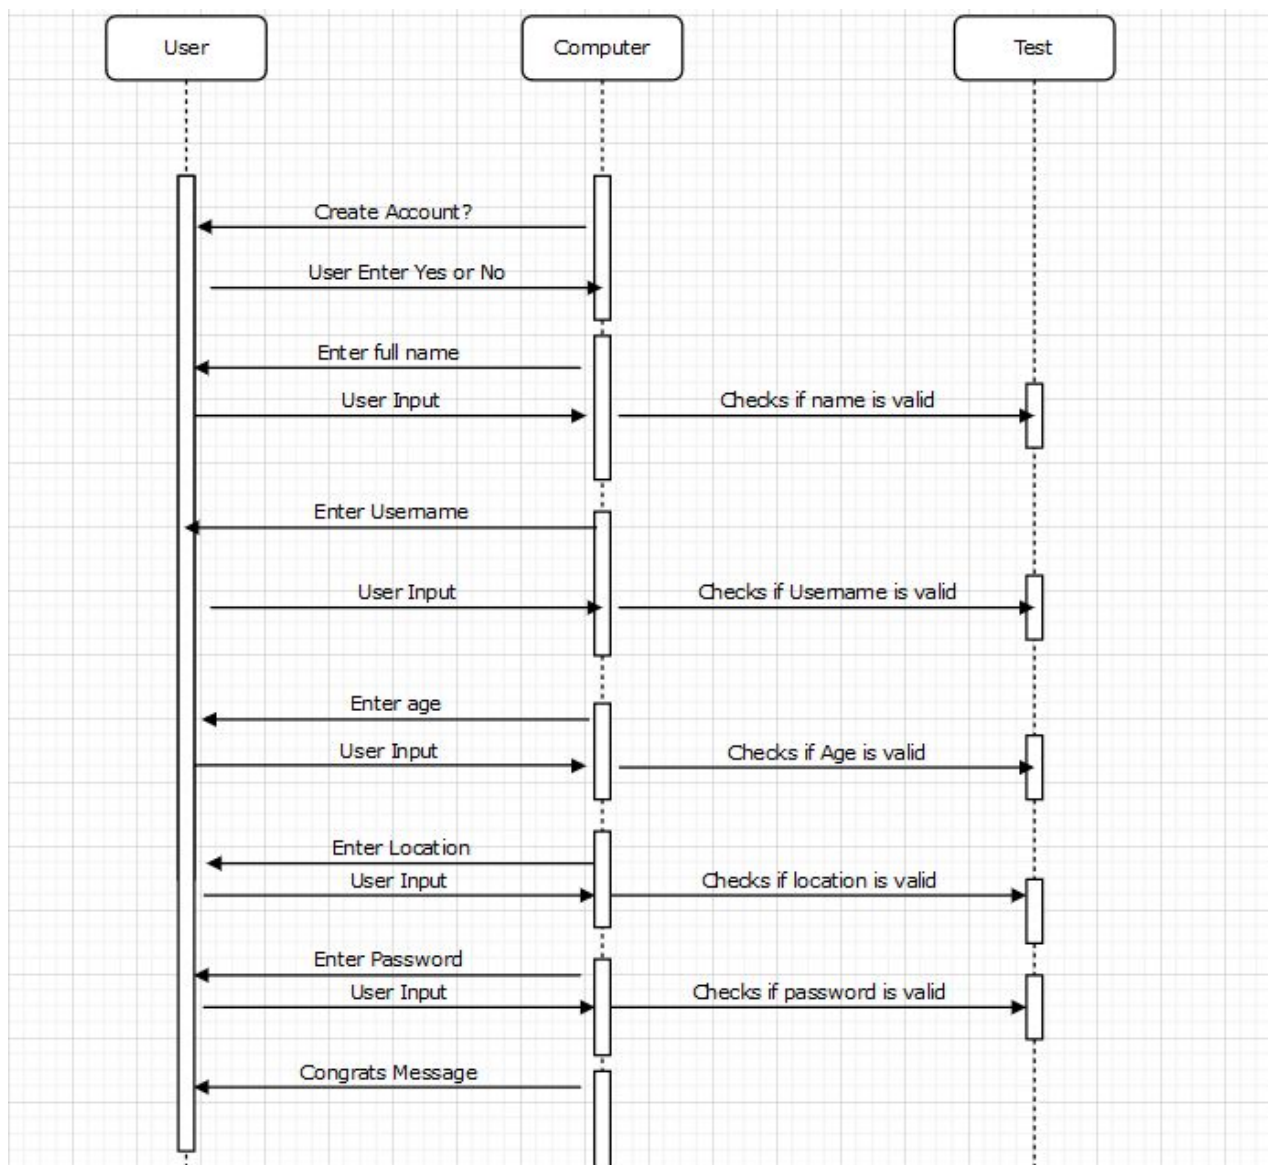 User
Computer
Test
Create Account?
User Enter Yes or No
Enter full name
User Input
Checks if name is valid
Enter Username
User Input
Checks if Username is valid
Enter age
User Input
Checks if Age is valid
Enter Location
User Input
Checks if location is valid
Enter Password
User Input
Checks if password is valid
Congrats Message